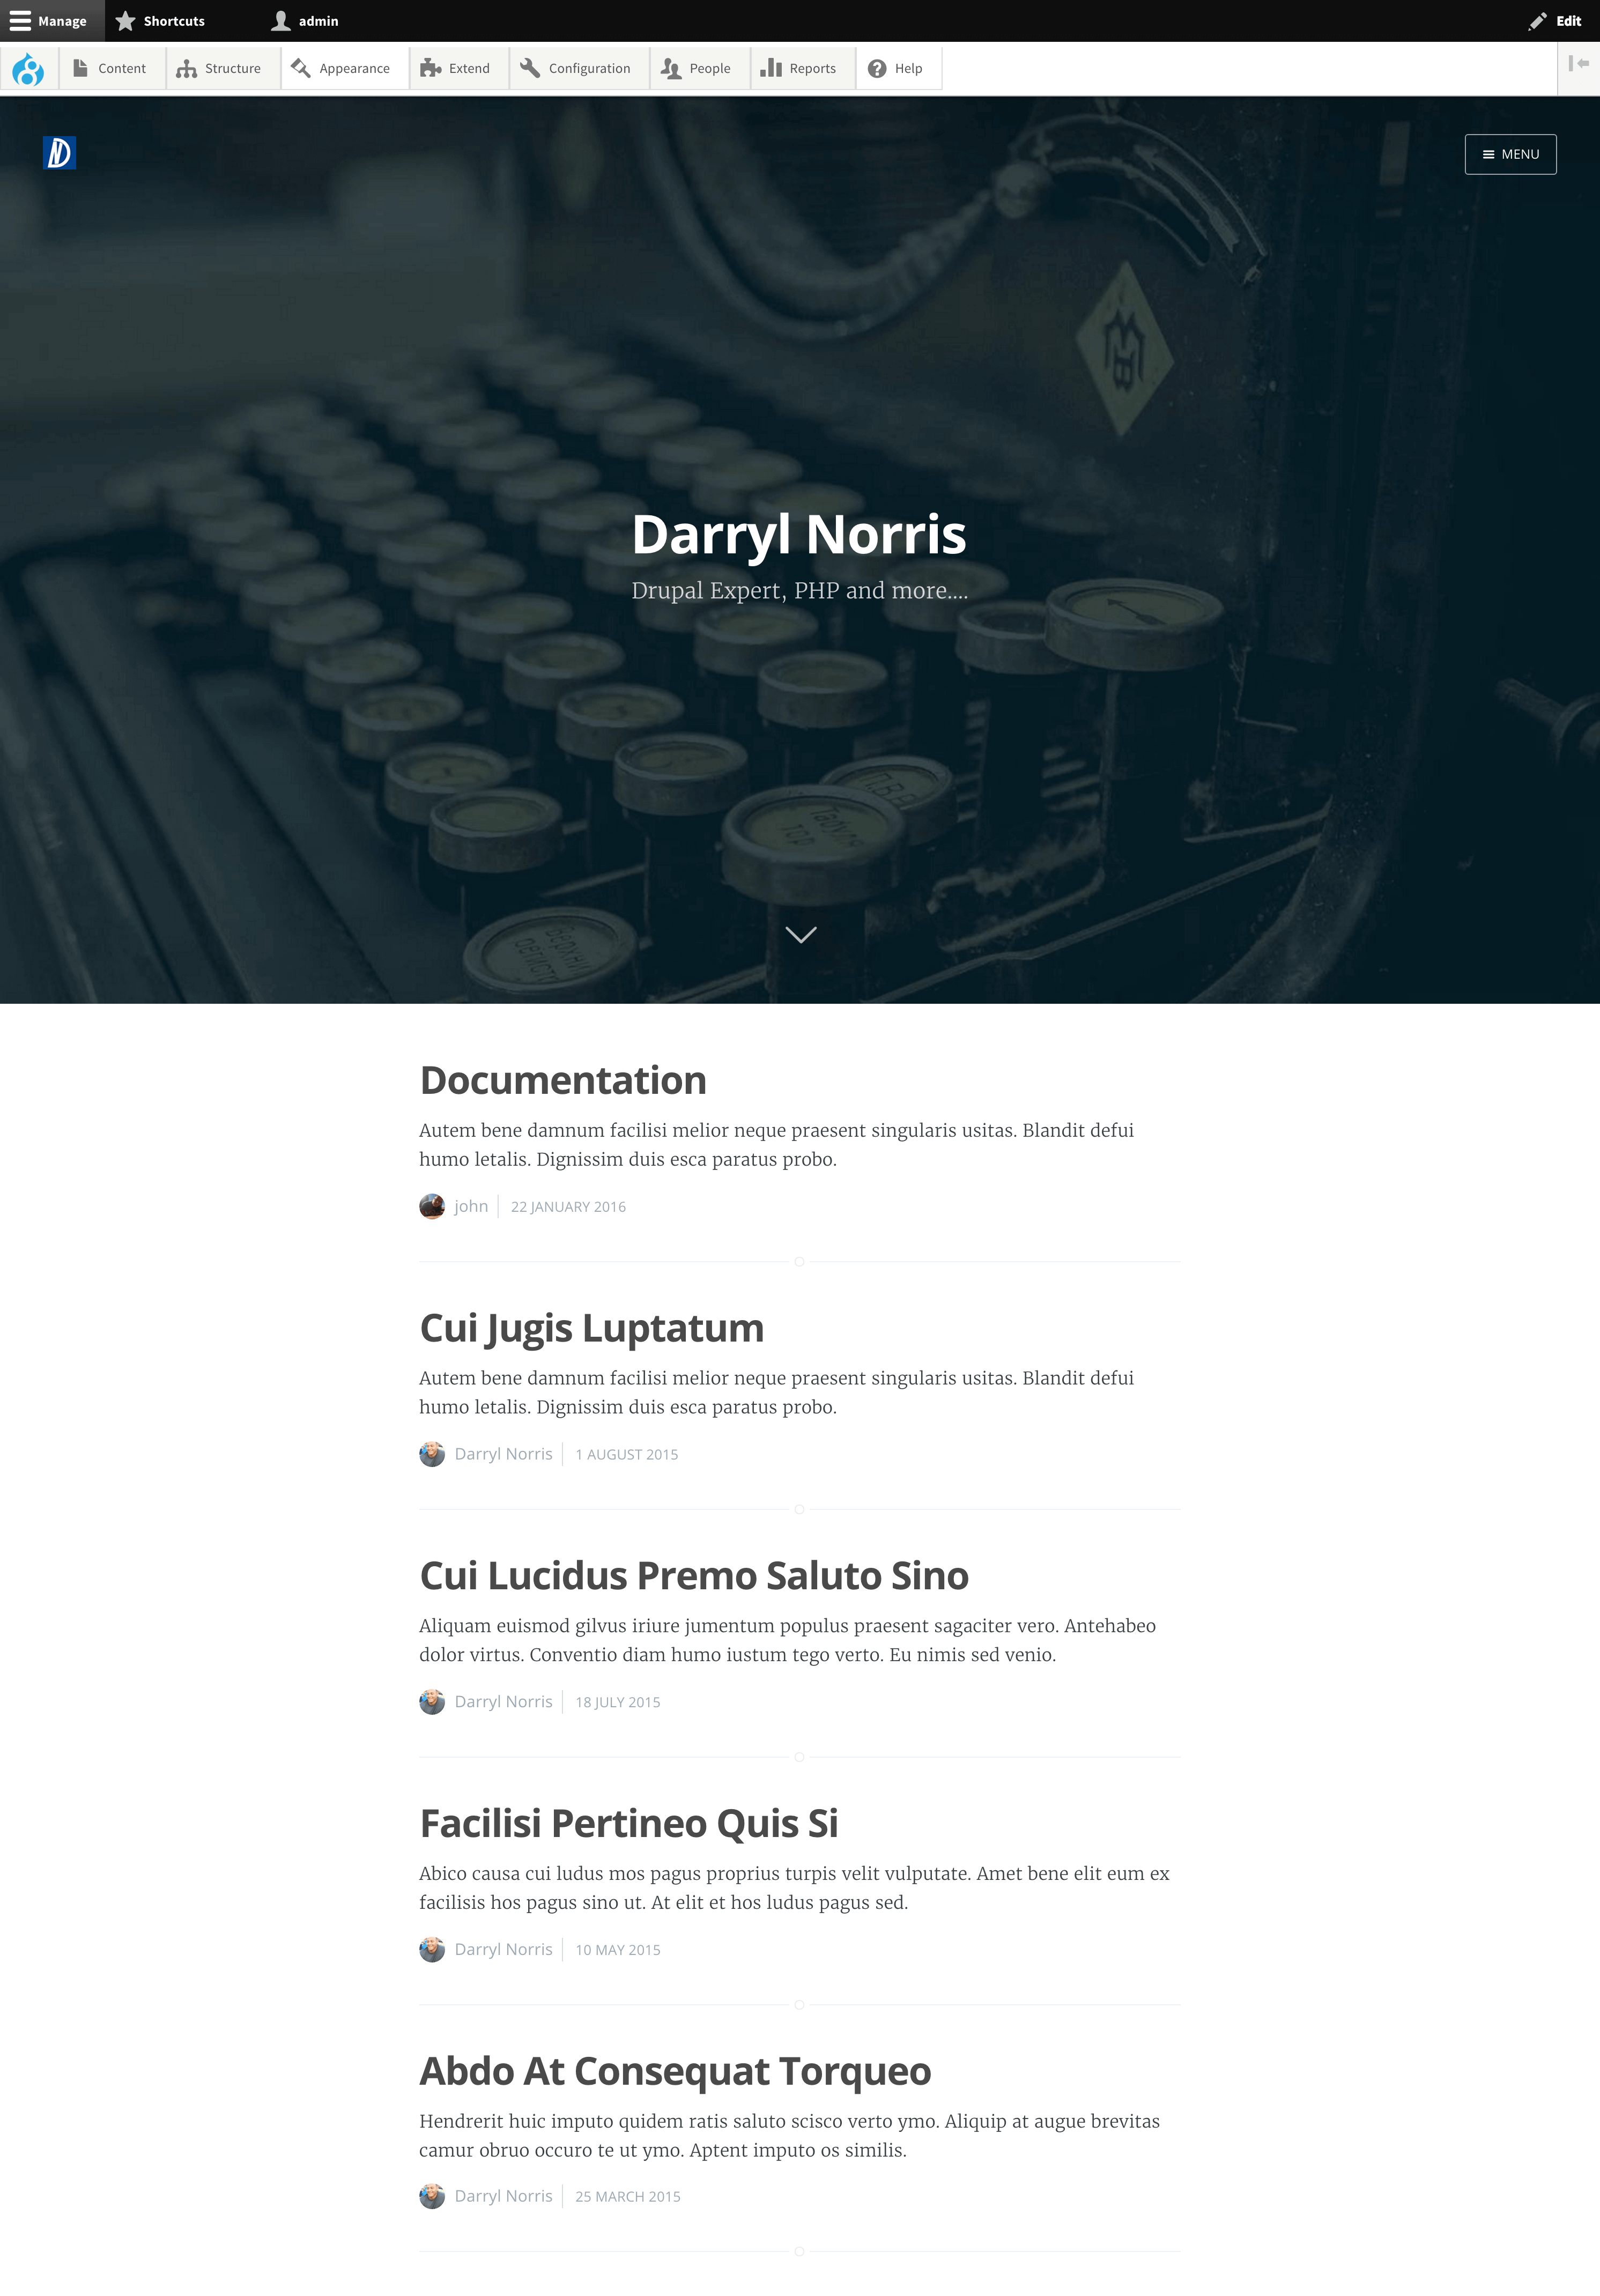 Manage Shortcuts admin Edit
Content Structure Appearance Extend Configuration People Reports Help
MENU
Darryl Norris
Drupal Expert, PHP and more....
Табуля
тор
Верхний
регистр
Documentation
Autem bene damnum facilisi melior neque praesent singularis usitas. Blandit defui
humo letalis. Dignissim duis esca paratus probo.
john 22 JANUARY 2016
Cui Jugis Luptatum
Autem bene damnum facilisi melior neque praesent singularis usitas. Blandit defui
humo letalis. Dignissim duis esca paratus probo.
Darryl Norris 1 AUGUST 2015
Cui Lucidus Premo Saluto Sino
Aliquam euismod gilvus iriure jumentum populus praesent sagaciter vero. Antehabeo
dolor virtus. Conventio diam humo iustum tego verto. Eu nimis sed venio.
Darryl Norris 18 JULY 2015
Facilisi Pertineo Quis Si
Abico causa cui ludus mos pagus proprius turpis velit vulputate. Amet bene elit eum ex
facilisis hos pagus sino ut. At elit et hos ludus pagus sed.
Darryl Norris 10 MAY 2015
Abdo At Consequat Torqueo
Hendrerit huic imputo quidem ratis saluto scisco verto ymo. Aliquip at augue brevitas
camur obruo occuro te ut ymo. Aptent imputo os similis.
Darryl Norris 25 MARCH 2015